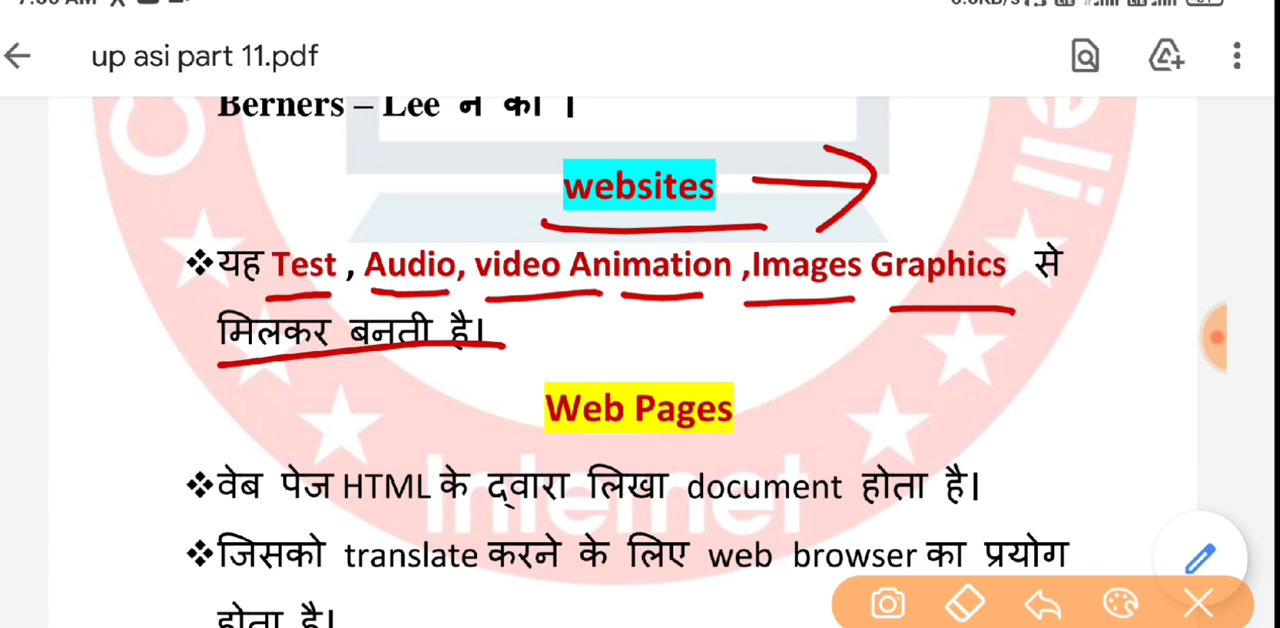 up asi part 11.pdf
Berners – Lee ने की ।
websites
❖यह Test , Audio, video Animation ,Images Graphics से
मिलकर बनती है।
Web Pages
❖वेब पेज HTML के द्वारा लिखा document होता है।
❖जिसको translate करने के लिए web browser का प्रयोग
होता है।
Internet